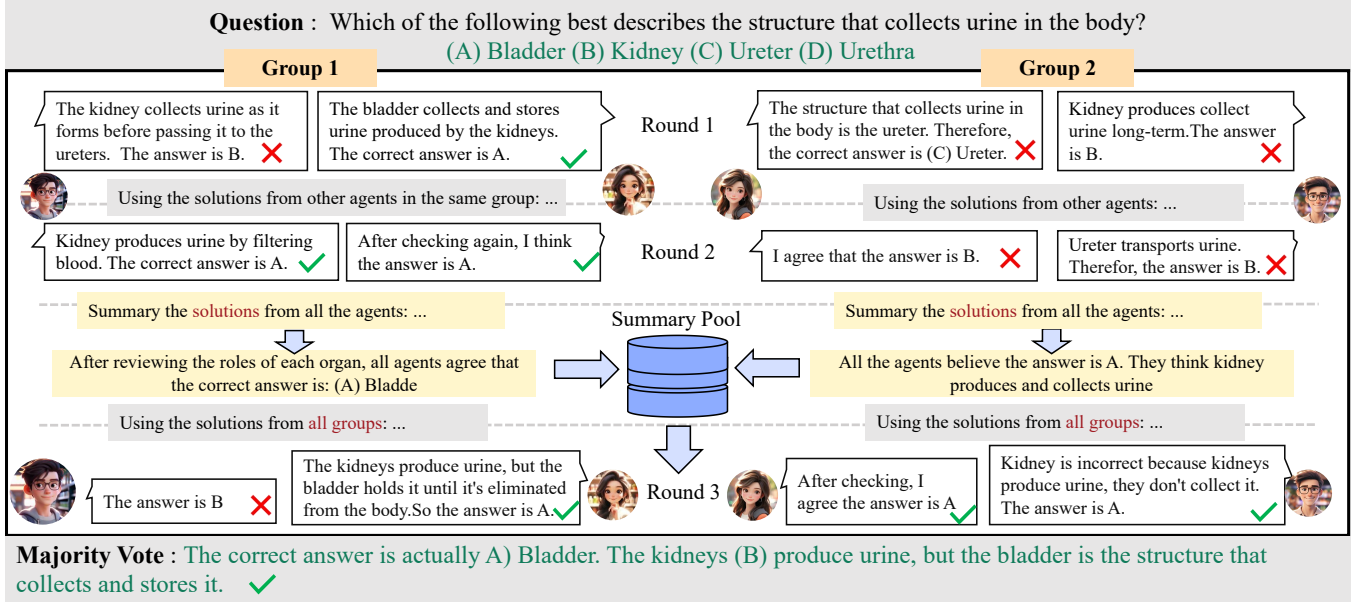 Question : Which of the following best describes the structure that collects urine in the body?
(A) Bladder (B) Kidney (C) Ureter (D) Urethra
Group 1
Group 2
The kidney collects urine as it
forms before passing it to the
ureters. The answer is B.
The bladder collects and stores
urine produced by the kidneys.
The correct answer is A.
Round 1
The structure that collects urine in
the body is the ureter. Therefore,
the correct answer is (C) Ureter.
Kidney produces collect
urine long-term.The answer
is B.
Using the solutions from other agents in the same group: ...
Using the solutions from other agents: ...
Kidney produces urine by filtering
blood. The correct answer is A.
After checking again, I think
the answer is A.
Round 2
I agree that the answer is B.
Ureter transports urine.
Therefor, the answer is B.
Summary the solutions from all the agents: ...
Summary Pool
Summary the solutions from all the agents: ...
After reviewing the roles of each organ, all agents agree that
the correct answer is: (A) Bladde
All the agents believe the answer is A. They think kidney
produces and collects urine
Using the solutions from all groups: ...
Using the solutions from all groups: ...
The answer is B
The kidneys produce urine, but the
bladder holds it until it's eliminated
from the body.So the answer is A.
Round 3
After checking, I
agree the answer is A
Kidney is incorrect because kidneys
produce urine, they don't collect it.
The answer is A.
Majority Vote : The correct answer is actually A) Bladder. The kidneys (B) produce urine, but the bladder is the structure that
collects and stores it.